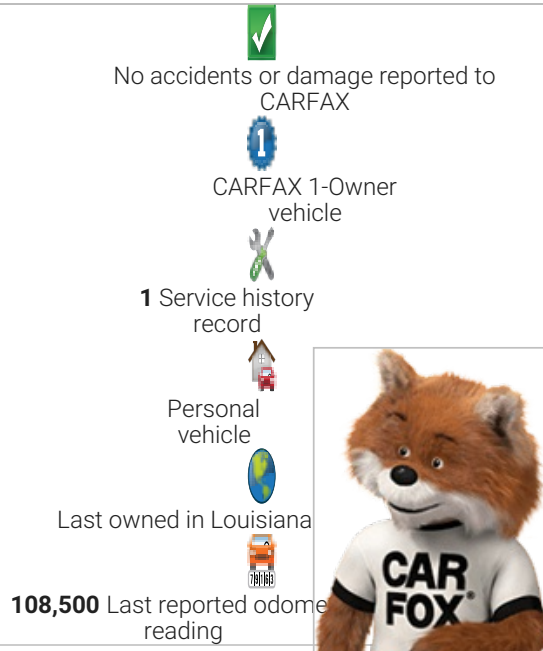 No accidents or damage reported to
CARFAX
1
CARFAX 1-Owner
vehicle
1 Service history
record
Personal
vehicle
Last owned in Louisiana
108,500 Last reported odome
reading
CAR
FOX®